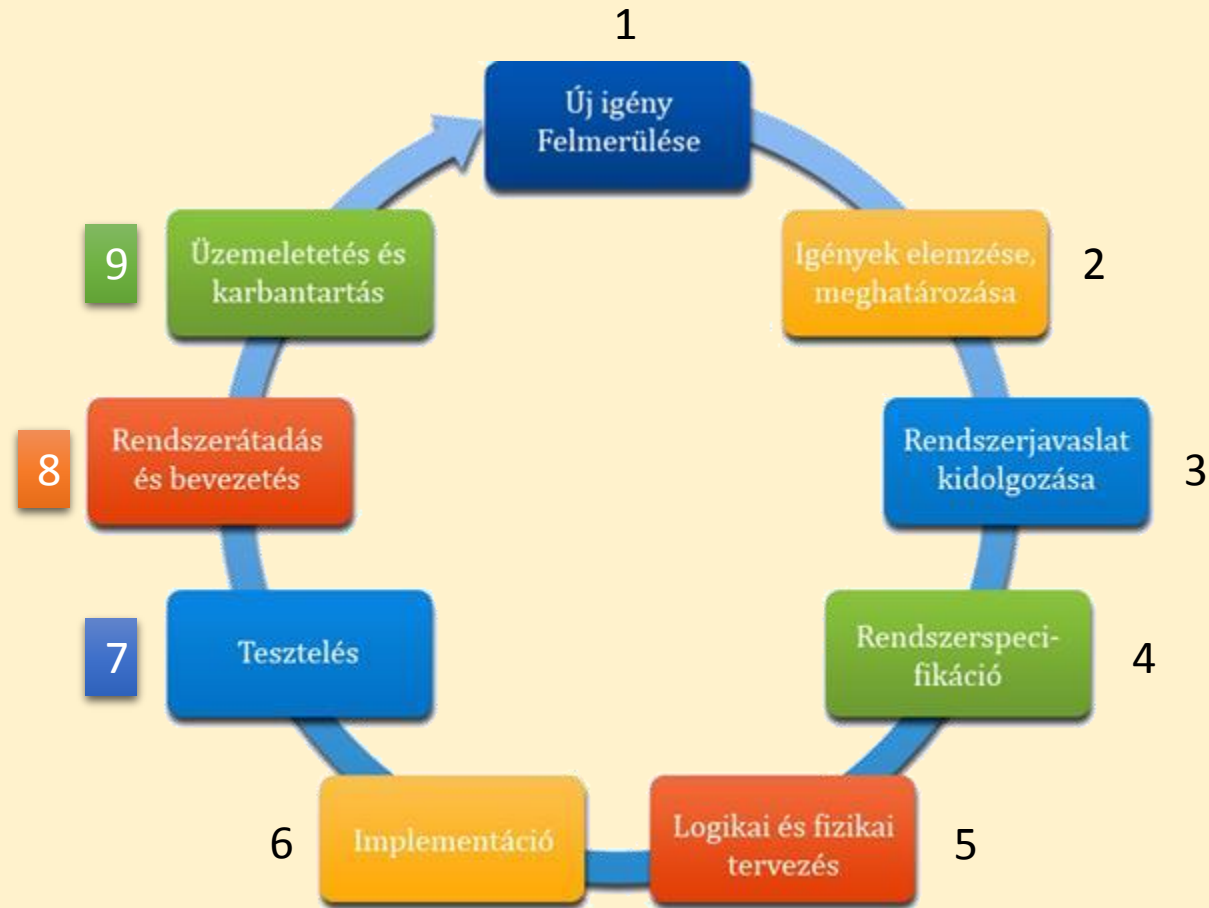 1
Új igény
Felmerülése
2
Igények elemzése,
meghatározása
3
Rendszerjavaslat
kidolgozása
4
Rendszerspeci-
fikáció
5
Logikai és fizikai
tervezés
6
Implementáció
7
Tesztelés
8
Rendszerátadás
és bevezetés
9
Üzemeletetés és
karbantartás